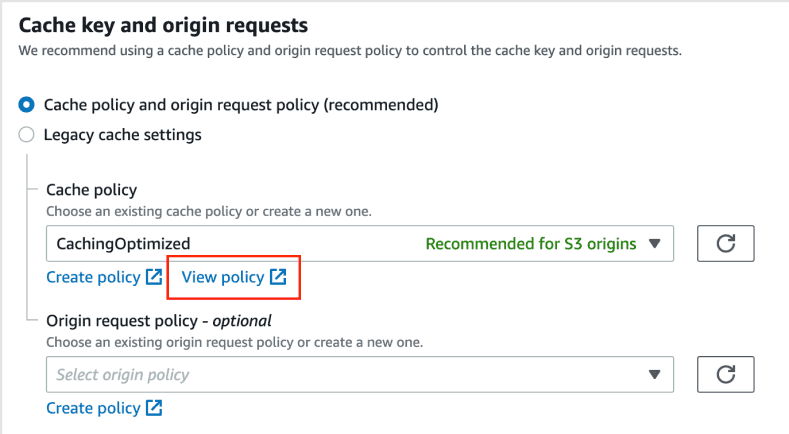 Cache key and origin requests
We recommend using a cache policy and origin request policy to control the cache key and origin requests.
Cache policy and origin request policy (recommended)
Legacy cache settings
Cache policy
Choose an existing cache policy or create a new one.
CachingOptimized Recommended for S3 origins
Create policy View policy
Origin request policy - optional
Choose an existing origin request policy or create a new one.
Select origin policy
Create policy